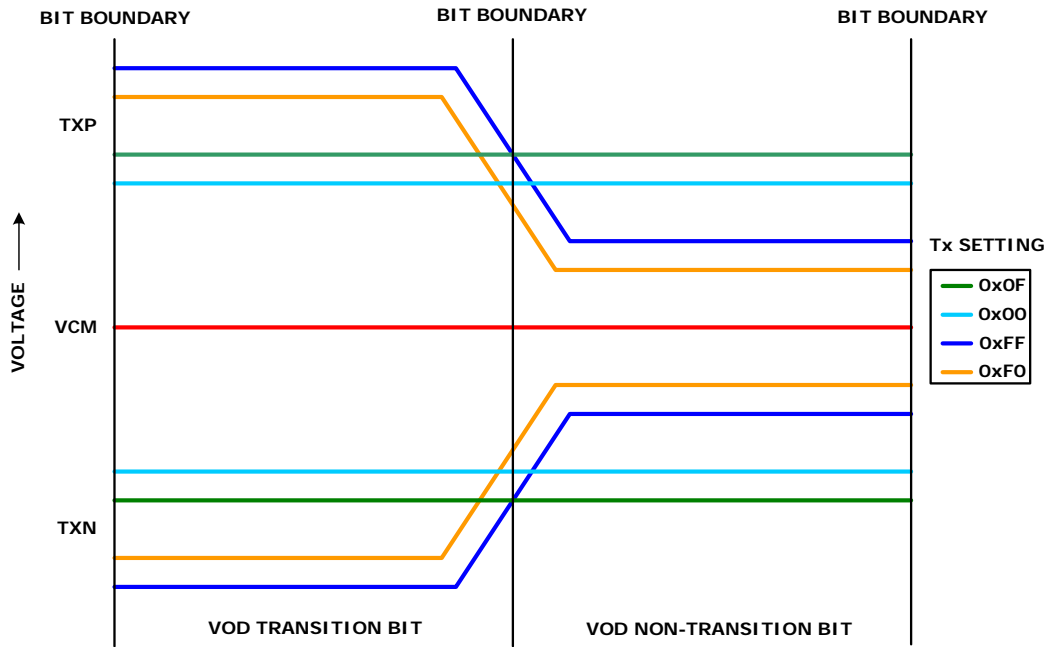 BIT BOUNDARY
BIT BOUNDARY
BIT BOUNDARY
TXP
VOLTAGE
VCM
TXN
Tx SETTING
0x0F
0x00
0xFF
0xF0
VOD TRANSITION BIT
VOD NON-TRANSITION BIT